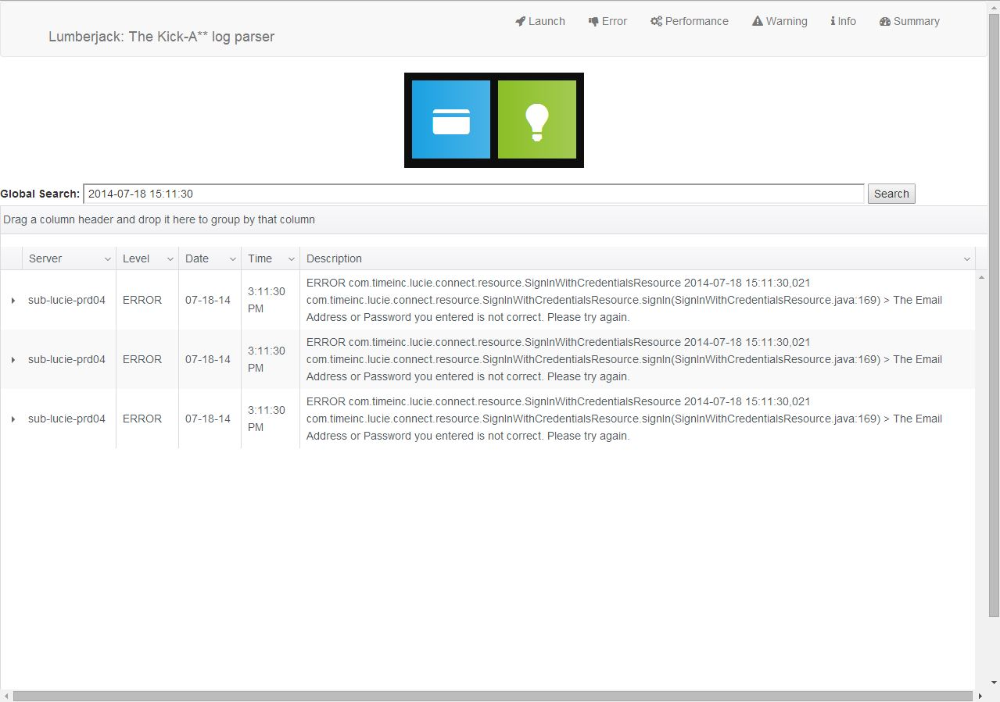 Lumberjack: The Kick-A** log parser
Launch Error Performance Warning Info Summary
Global Search: 2014-07-18 15:11:30 Search
Drag a column header and drop it here to group by that column
Server Level Date Time Description
sub-lucie-prd04 ERROR 07-18-14 3:11:30 PM
ERROR com.timeinc.lucie.connect.resource.SignInWithCredentialsResource 2014-07-18 15:11:30,021
com.timeinc.lucie.connect.resource.SignInWithCredentialsResource.signIn(SignInWithCredentialsResource.java:169) > The Email
Address or Password you entered is not correct. Please try again.
sub-lucie-prd04 ERROR 07-18-14 3:11:30 PM
ERROR com.timeinc.lucie.connect.resource.SignInWithCredentialsResource 2014-07-18 15:11:30,021
com.timeinc.lucie.connect.resource.SignInWithCredentialsResource.signIn(SignInWithCredentialsResource.java:169) > The Email
Address or Password you entered is not correct. Please try again.
sub-lucie-prd04 ERROR 07-18-14 3:11:30 PM
ERROR com.timeinc.lucie.connect.resource.SignInWithCredentialsResource 2014-07-18 15:11:30,021
com.timeinc.lucie.connect.resource.SignInWithCredentialsResource.signIn(SignInWithCredentialsResource.java:169) > The Email
Address or Password you entered is not correct. Please try again.